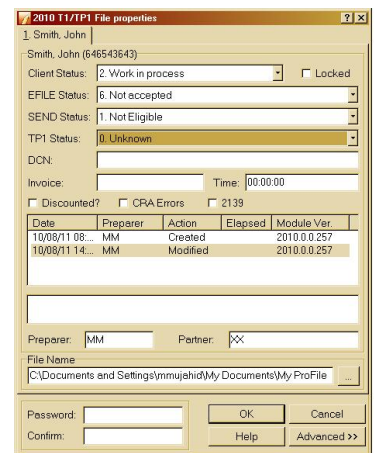 2010 T1/TP1 File properties
1. Smith, John
Smith, John (646543643)
Client Status: 2. Work in process Locked
EFILE Status: 6. Not accepted
SEND Status: 1. Not Eligible
TP1 Status: 0. Unknown
DCN:
Invoice: Time: 00:00:00
Discounted? CRA Errors 2139
Date Preparer Action Elapsed Module Ver.
10/08/11 08:... MM Created 2010.0.0.257
10/08/11 14:... MM Modified 2010.0.0.257
Preparer: MM Partner: XX
File Name
C:\Documents and Settings\mmujahid\My Documents\My ProFile ...
Password: OK Cancel
Confirm: Help Advanced >>